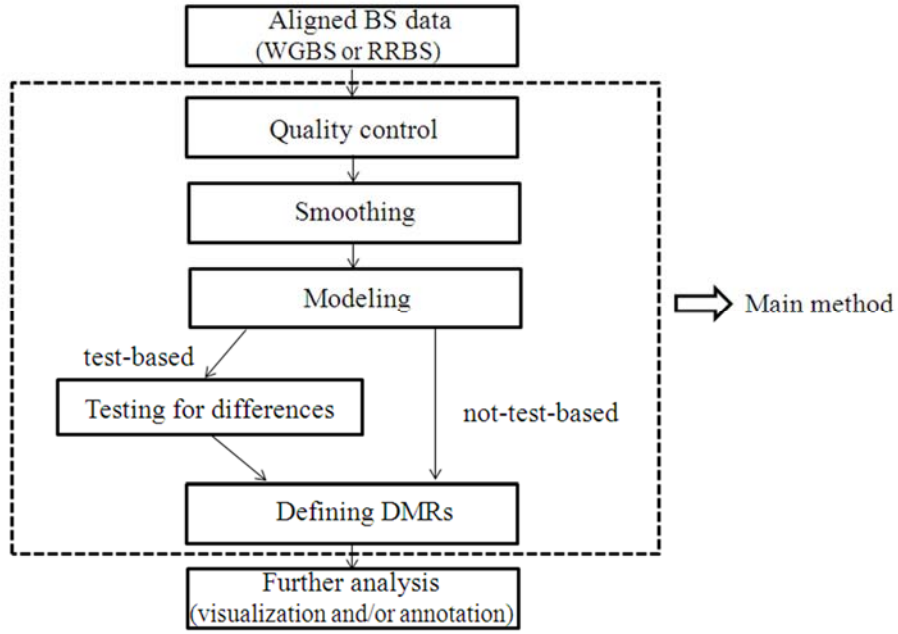 Aligned BS data
(WGBS or RRBS)
Quality control
Smoothing
Modeling
Main method
test-based
Testing for differences
not-test-based
Defining DMRs
Further analysis
(visualization and/or annotation)